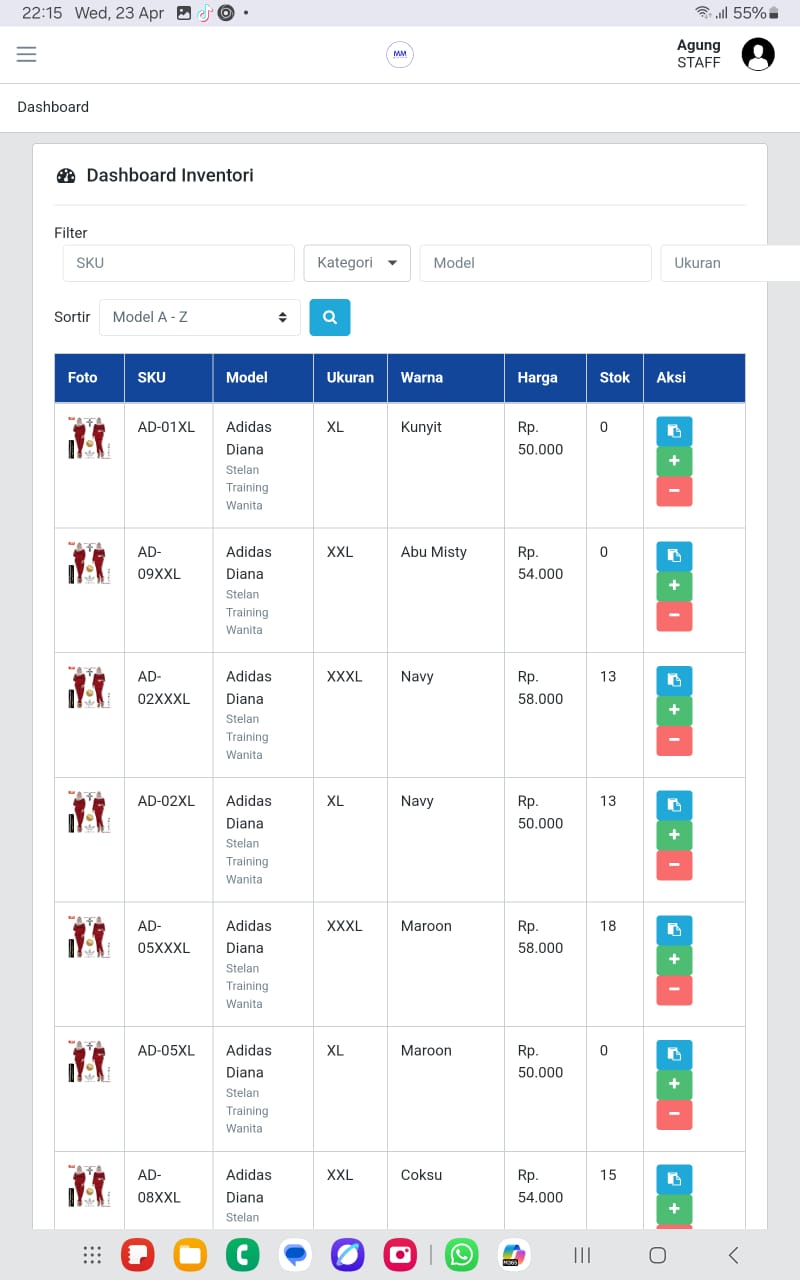 22:15 Wed, 23 Apr 55%
MM
Agung
STAFF
Dashboard
Dashboard Inventori
Filter
SKU Kategori Model Ukuran
Sortir Model A - Z
Foto SKU Model Ukuran Warna Harga Stok Aksi
AD-01XL Adidas XL Kunyit Rp. 0
Diana 50.000
Stelan
Training
Wanita
AD- Adidas XXL Abu Misty Rp. 0
09XXL Diana 54.000
Stelan
Training
Wanita
AD- Adidas XXXL Navy Rp. 13
02XXXL Diana 58.000
Stelan
Training
Wanita
AD-02XL Adidas XL Navy Rp. 13
Diana 50.000
Stelan
Training
Wanita
AD- Adidas XXXL Maroon Rp. 18
05XXXL Diana 58.000
Stelan
Training
Wanita
AD-05XL Adidas XL Maroon Rp. 0
Diana 50.000
Stelan
Training
Wanita
AD- Adidas XXL Coksu Rp. 15
08XXL Diana 54.000
Stelan
M365